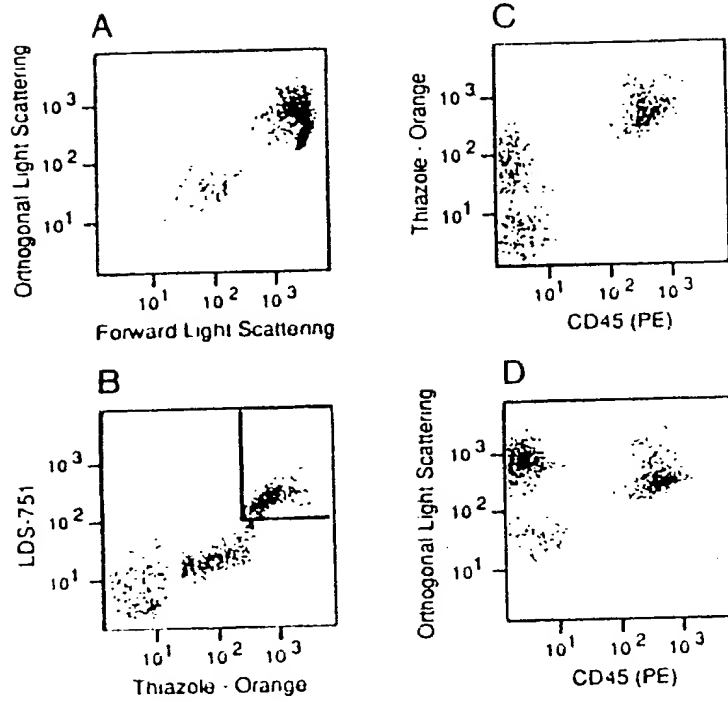 A
Orthogonal Light Scattering
10³
10²
10¹
10¹ 10² 10³
Forward Light Scattering
B
LDS-751
10³
10²
10¹
10¹ 10² 10³
Thiazole - Orange
C
Thiazole - Orange
10³
10²
10¹
10¹ 10² 10³
CD45 (PE)
D
Orthogonal Light Scattering
10³
10²
10¹
10¹ 10² 10³
CD45 (PE)